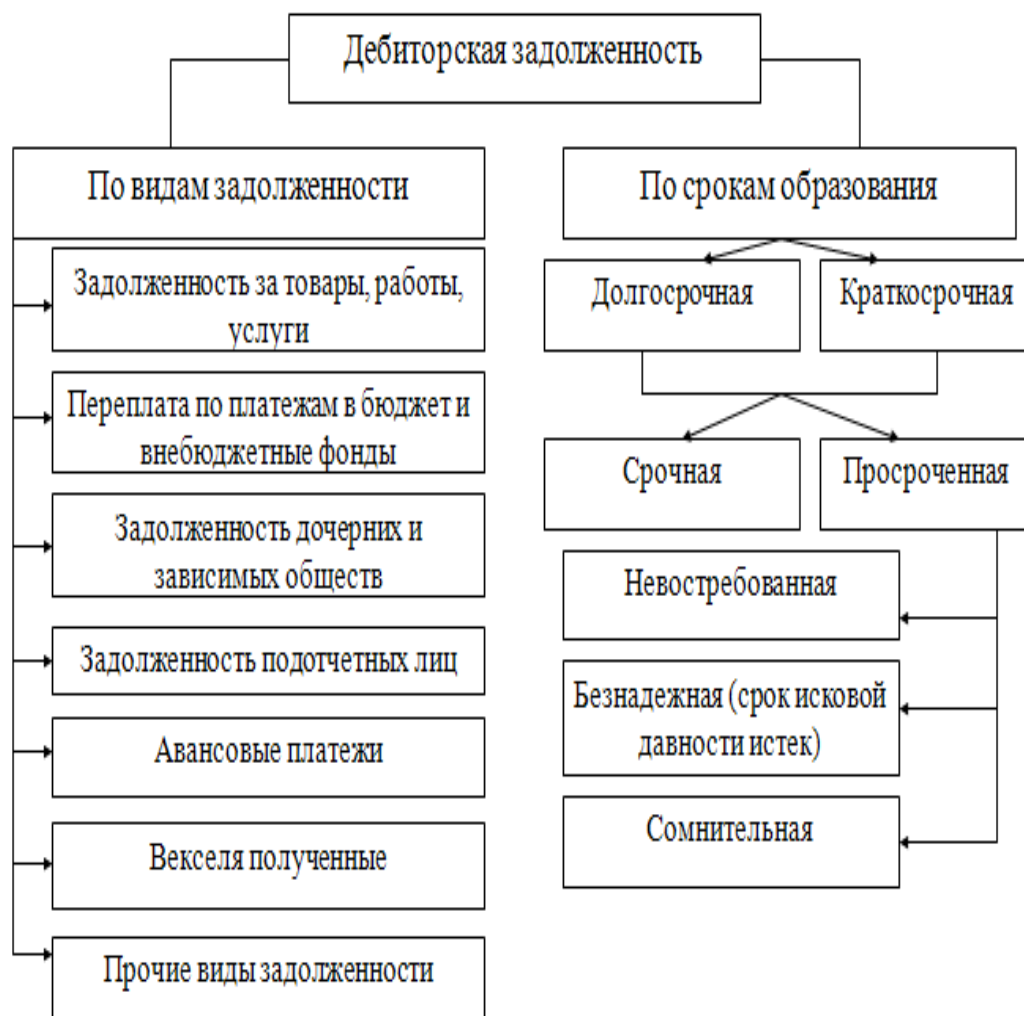 Дебиторская задолженность
По видам задолженности
Задолженность за товары, работы,
услуги
Переплата по платежам в бюджет и
внебюджетные фонды
Задолженность дочерних и
зависимых обществ
Задолженность подотчетных лиц
Авансовые платежи
Векселя полученные
Прочие виды задолженности
По срокам образования
Долгосрочная
Краткосрочная
Срочная
Просроченная
Невостребованная
Безнадежная (срок исковой
давности истек)
Сомнительная